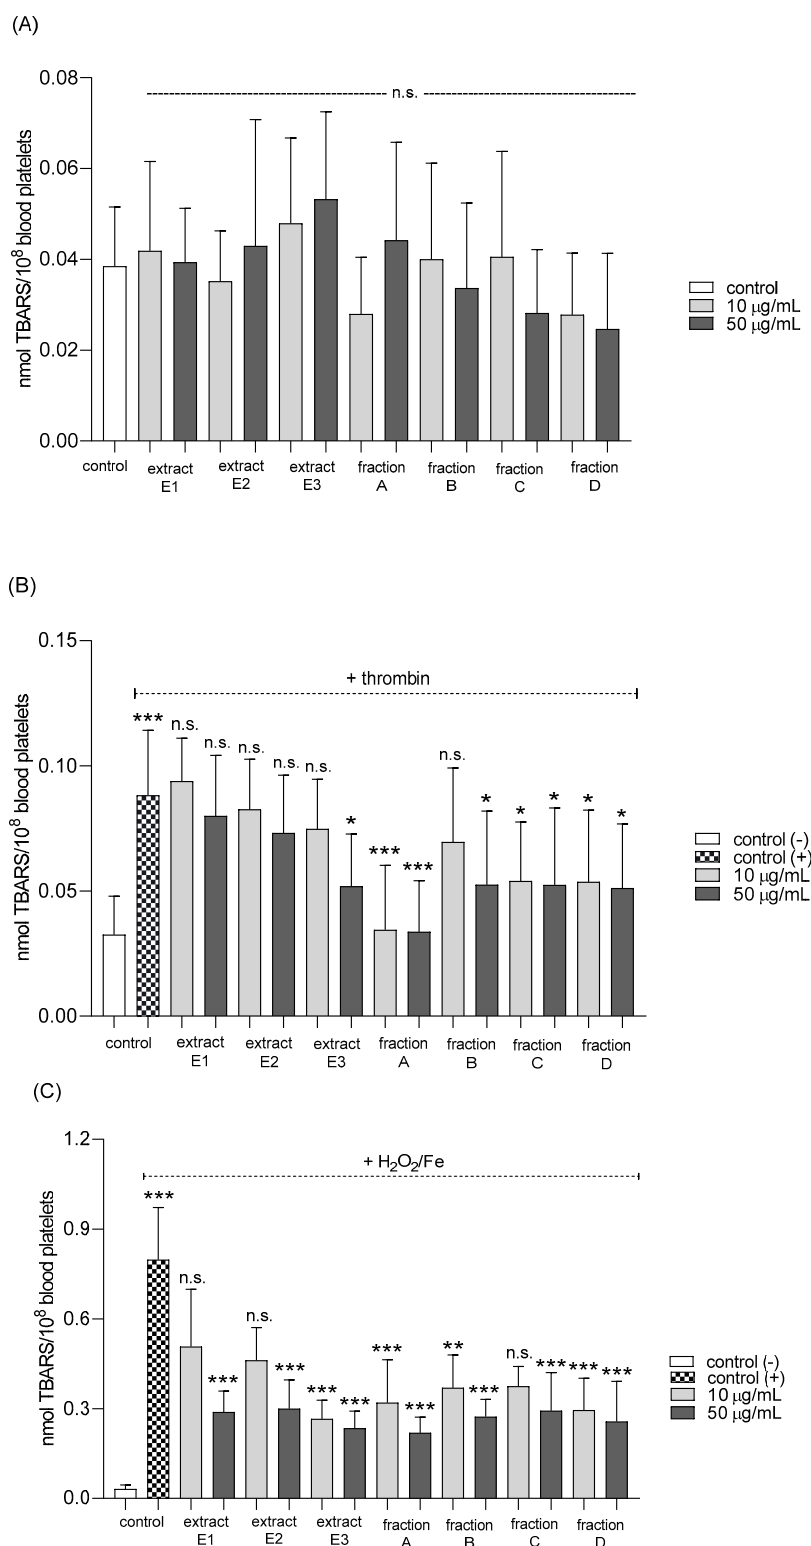 (A)
nmol TBARS/10⁸ blood platelets
0.08
0.06
0.04
0.02
0.00
n.s.
control
extract E1
extract E2
extract E3
fraction A
fraction B
fraction C
fraction D
control
10 µg/mL
50 µg/mL
(B)
nmol TBARS/10⁸ blood platelets
0.15
0.10
0.05
0.00
+ thrombin
*** n.s. n.s. n.s. n.s. n.s. * *** *** n.s. * * * * *
control
extract E1
extract E2
extract E3
fraction A
fraction B
fraction C
fraction D
control (-)
control (+)
10 µg/mL
50 µg/mL
(C)
nmol TBARS/10⁸ blood platelets
1.2
0.9
0.6
0.3
0.0
+ H₂O₂/Fe
*** n.s. *** n.s. *** *** *** *** *** ** *** n.s. *** *** ***
control
extract E1
extract E2
extract E3
fraction A
fraction B
fraction C
fraction D
control (-)
control (+)
10 µg/mL
50 µg/mL